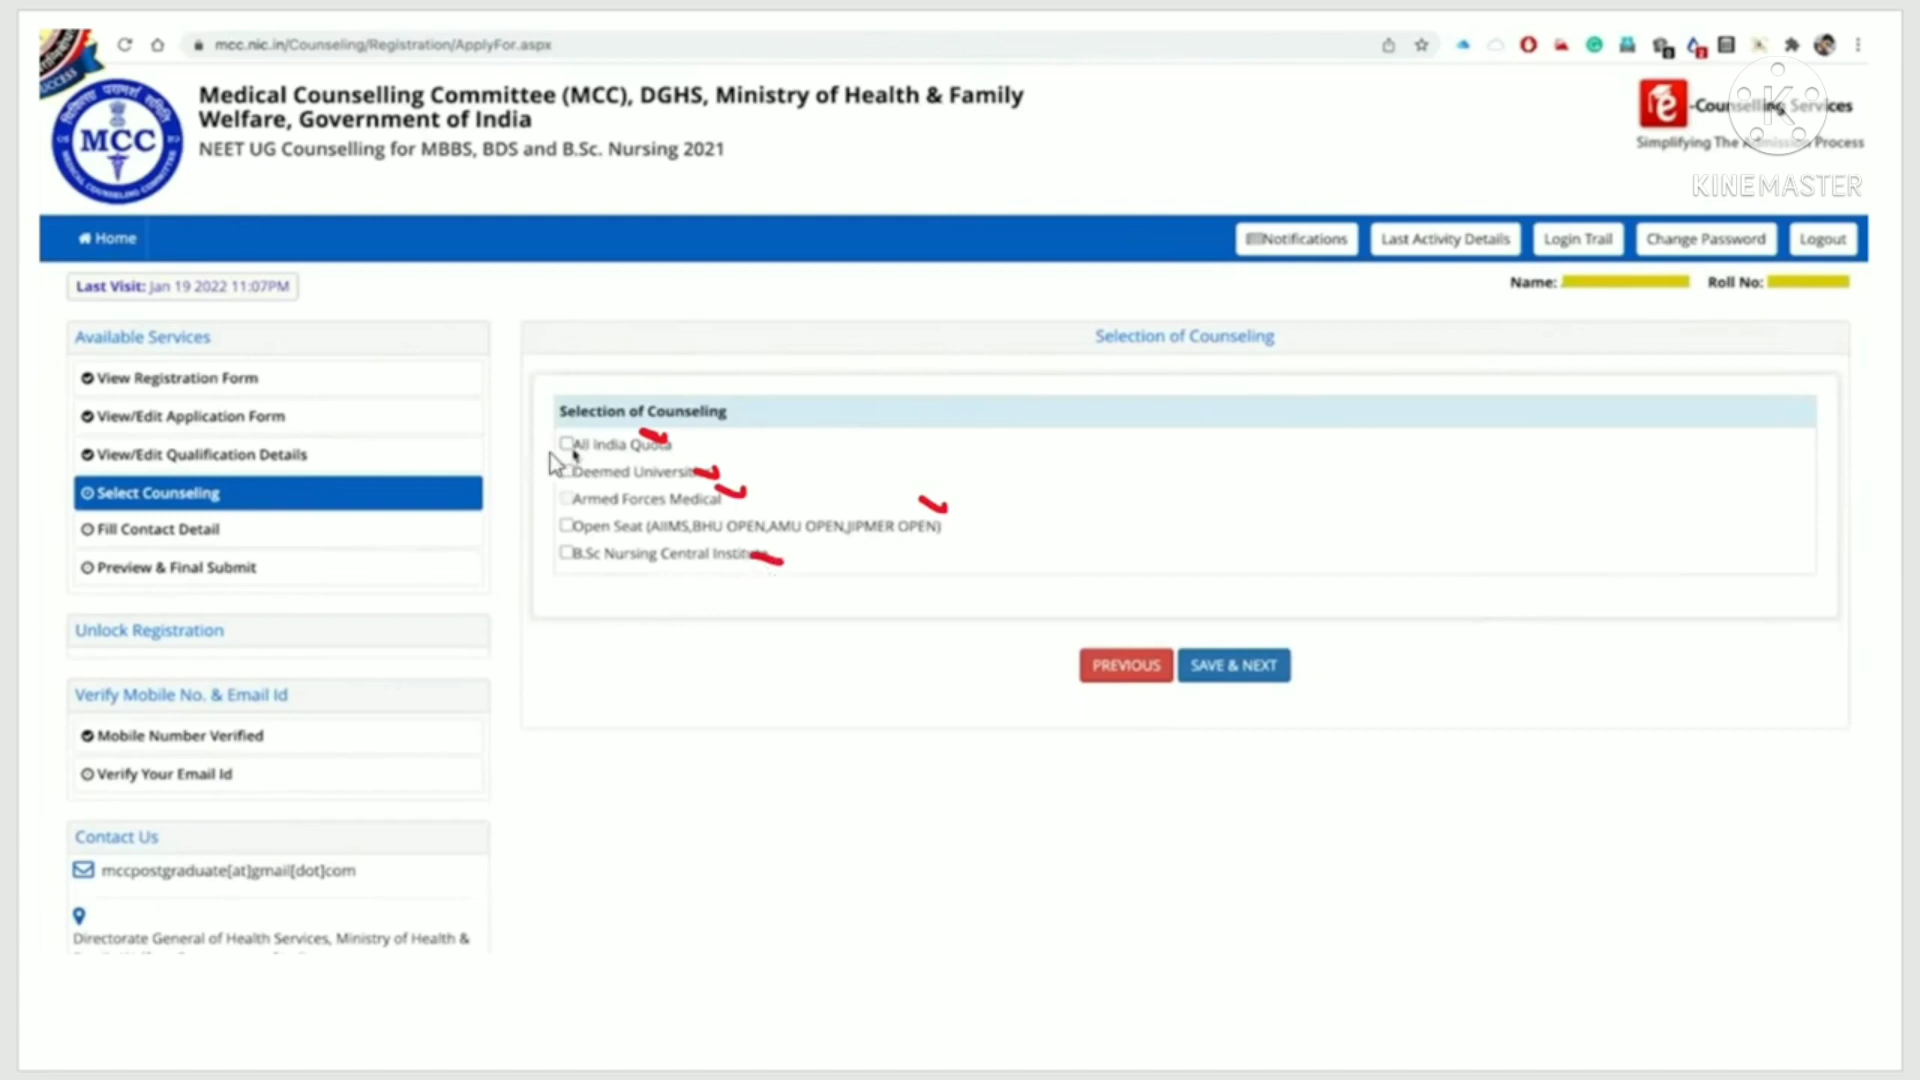 mcc.nic.in/Counseling/Registration/ApplyFor.aspx
UCCESS
MCC
Medical Counselling Committee (MCC), DGHS, Ministry of Health & Family
Welfare, Government of India
NEET UG Counselling for MBBS, BDS and B.Sc. Nursing 2021
e-Counselling Services
Simplifying The Admission Process
KINEMASTER
Home
Notifications
Last Activity Details
Login Trail
Change Password
Logout
Last Visit: Jan 19 2022 11:07PM
Name:
Roll No:
Available Services
View Registration Form
View/Edit Application Form
View/Edit Qualification Details
Select Counseling
Fill Contact Detail
Preview & Final Submit
Unlock Registration
Verify Mobile No. & Email Id
Mobile Number Verified
Verify Your Email Id
Contact Us
mccpostgraduate[at]gmail[dot]com
Directorate General of Health Services, Ministry of Health &
Selection of Counseling
Selection of Counseling
All India Quota
Deemed
Armed Forces Medical
Open Seat (AIIMS,BHU OPEN,AMU OPEN,JIPMER OPEN)
B.Sc Nursing Central
PREVIOUS
SAVE & NEXT